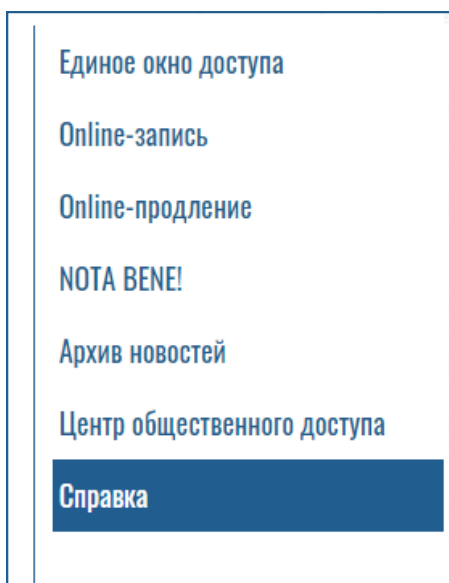 Единое окно доступа
Online-запись
Online-продление
NOTA BENE!
Архив новостей
Центр общественного доступа
Справка